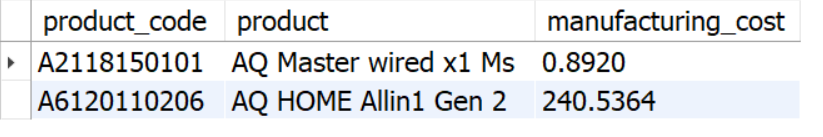 product_code product manufacturing_cost
A2118150101 AQ Master wired x1 Ms 0.8920
A6120110206 AQ HOME Allin1 Gen 2 240.5364